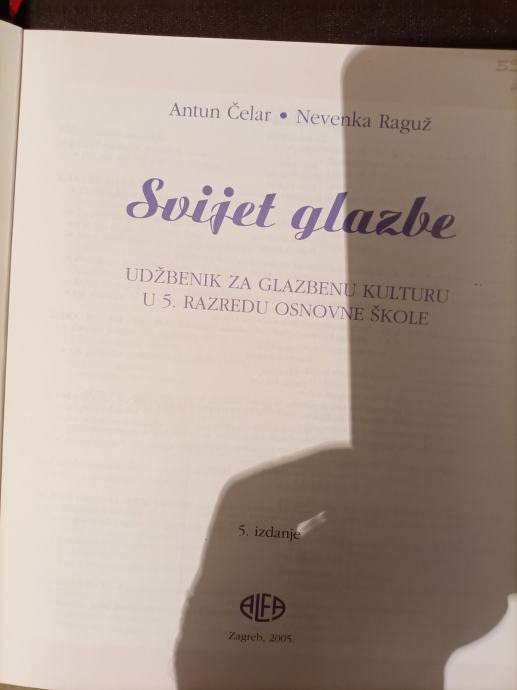 Antun Čelar • Nevenka Raguž
Svijet glazbe
UDŽBENIK ZA GLAZBENU KULTURU
U 5. RAZREDU OSNOVNE ŠKOLE
5. izdanje
ALFA
Zagreb, 2005.